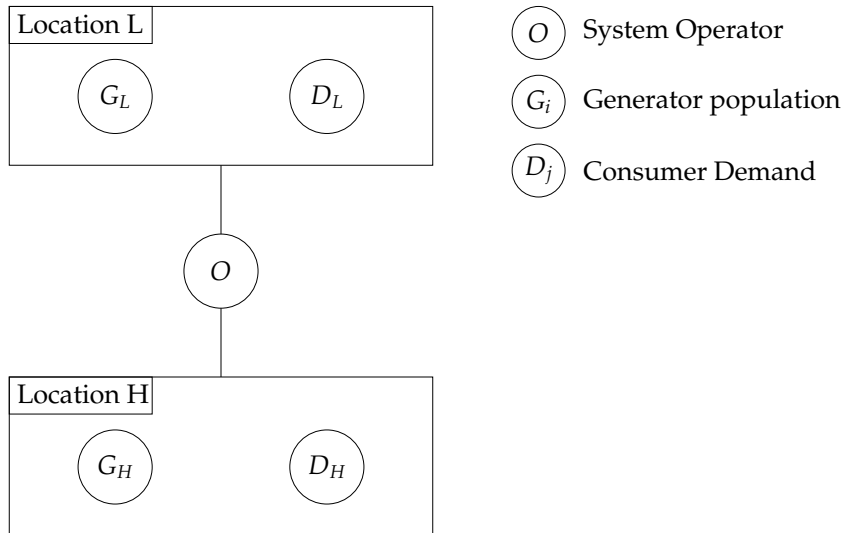 Location L
G_L
D_L
O
Location H
G_H
D_H
O System Operator
G_i Generator population
D_j Consumer Demand